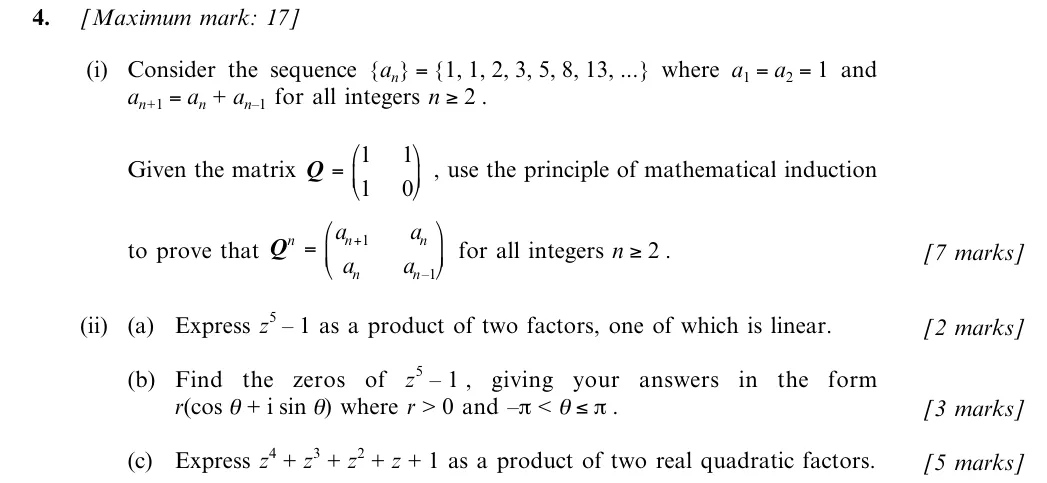 4. [Maximum mark: 17]
(i) Consider the sequence {aₙ} = {1, 1, 2, 3, 5, 8, 13, ...} where a₁ = a₂ = 1 and
aₙ₊₁ = aₙ + aₙ₋₁ for all integers n ≥ 2 .
Given the matrix Q = (1 1
1 0) , use the principle of mathematical induction
to prove that Qⁿ = (aₙ₊₁ aₙ
aₙ aₙ₋₁) for all integers n ≥ 2 . [7 marks]
(ii) (a) Express z⁵ – 1 as a product of two factors, one of which is linear. [2 marks]
(b) Find the zeros of z⁵ – 1 , giving your answers in the form
r(cos θ + i sin θ) where r > 0 and –π < θ ≤ π . [3 marks]
(c) Express z⁴ + z³ + z² + z + 1 as a product of two real quadratic factors. [5 marks]